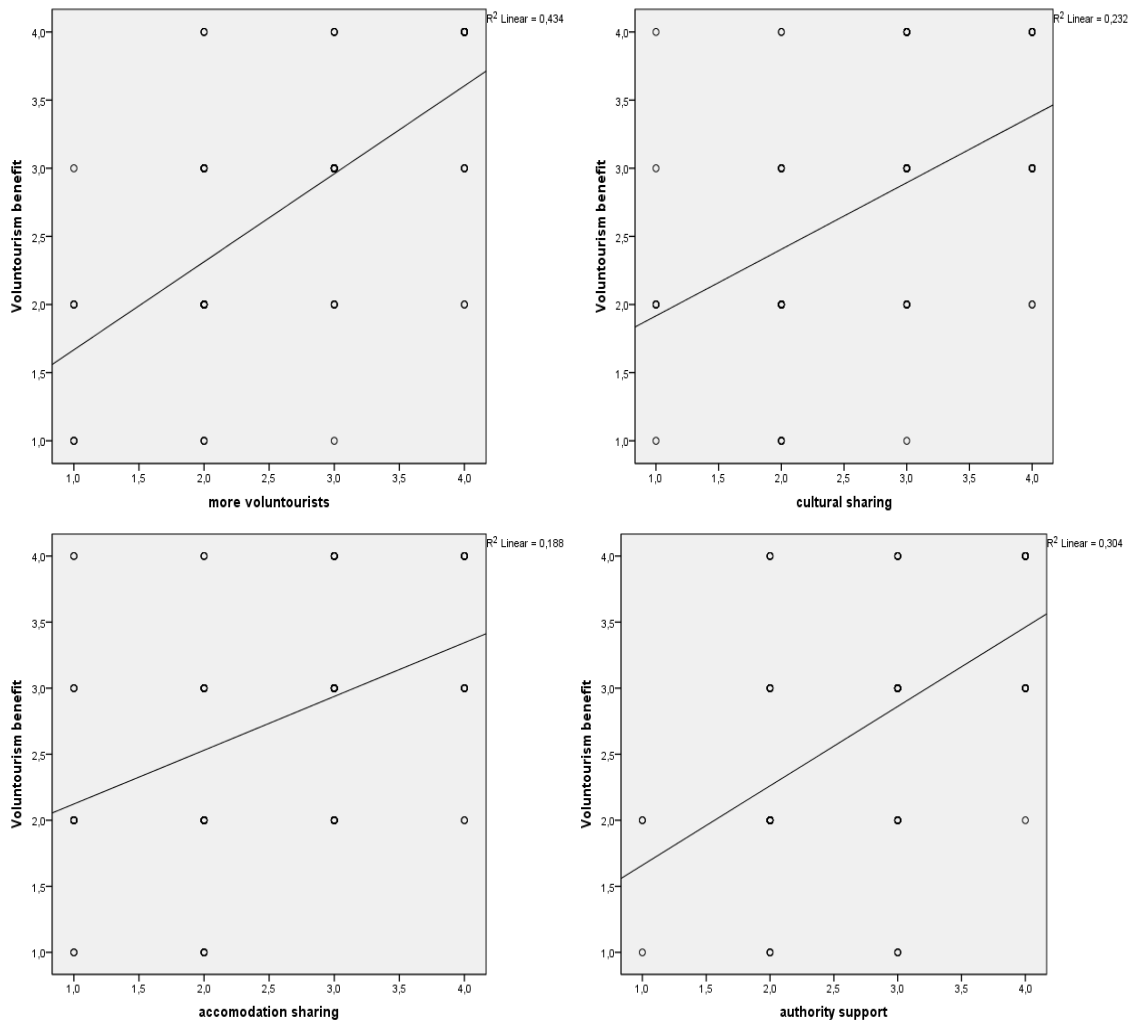 R² Linear = 0,434
4,0
3,5
3,0
2,5
2,0
1,5
1,0
Voluntourism benefit
1,0 1,5 2,0 2,5 3,0 3,5 4,0
more voluntourists
R² Linear = 0,232
4,0
3,5
3,0
2,5
2,0
1,5
1,0
Voluntourism benefit
1,0 1,5 2,0 2,5 3,0 3,5 4,0
cultural sharing
R² Linear = 0,188
4,0
3,5
3,0
2,5
2,0
1,5
1,0
Voluntourism benefit
1,0 1,5 2,0 2,5 3,0 3,5 4,0
accomodation sharing
R² Linear = 0,304
4,0
3,5
3,0
2,5
2,0
1,5
1,0
Voluntourism benefit
1,0 1,5 2,0 2,5 3,0 3,5 4,0
authority support